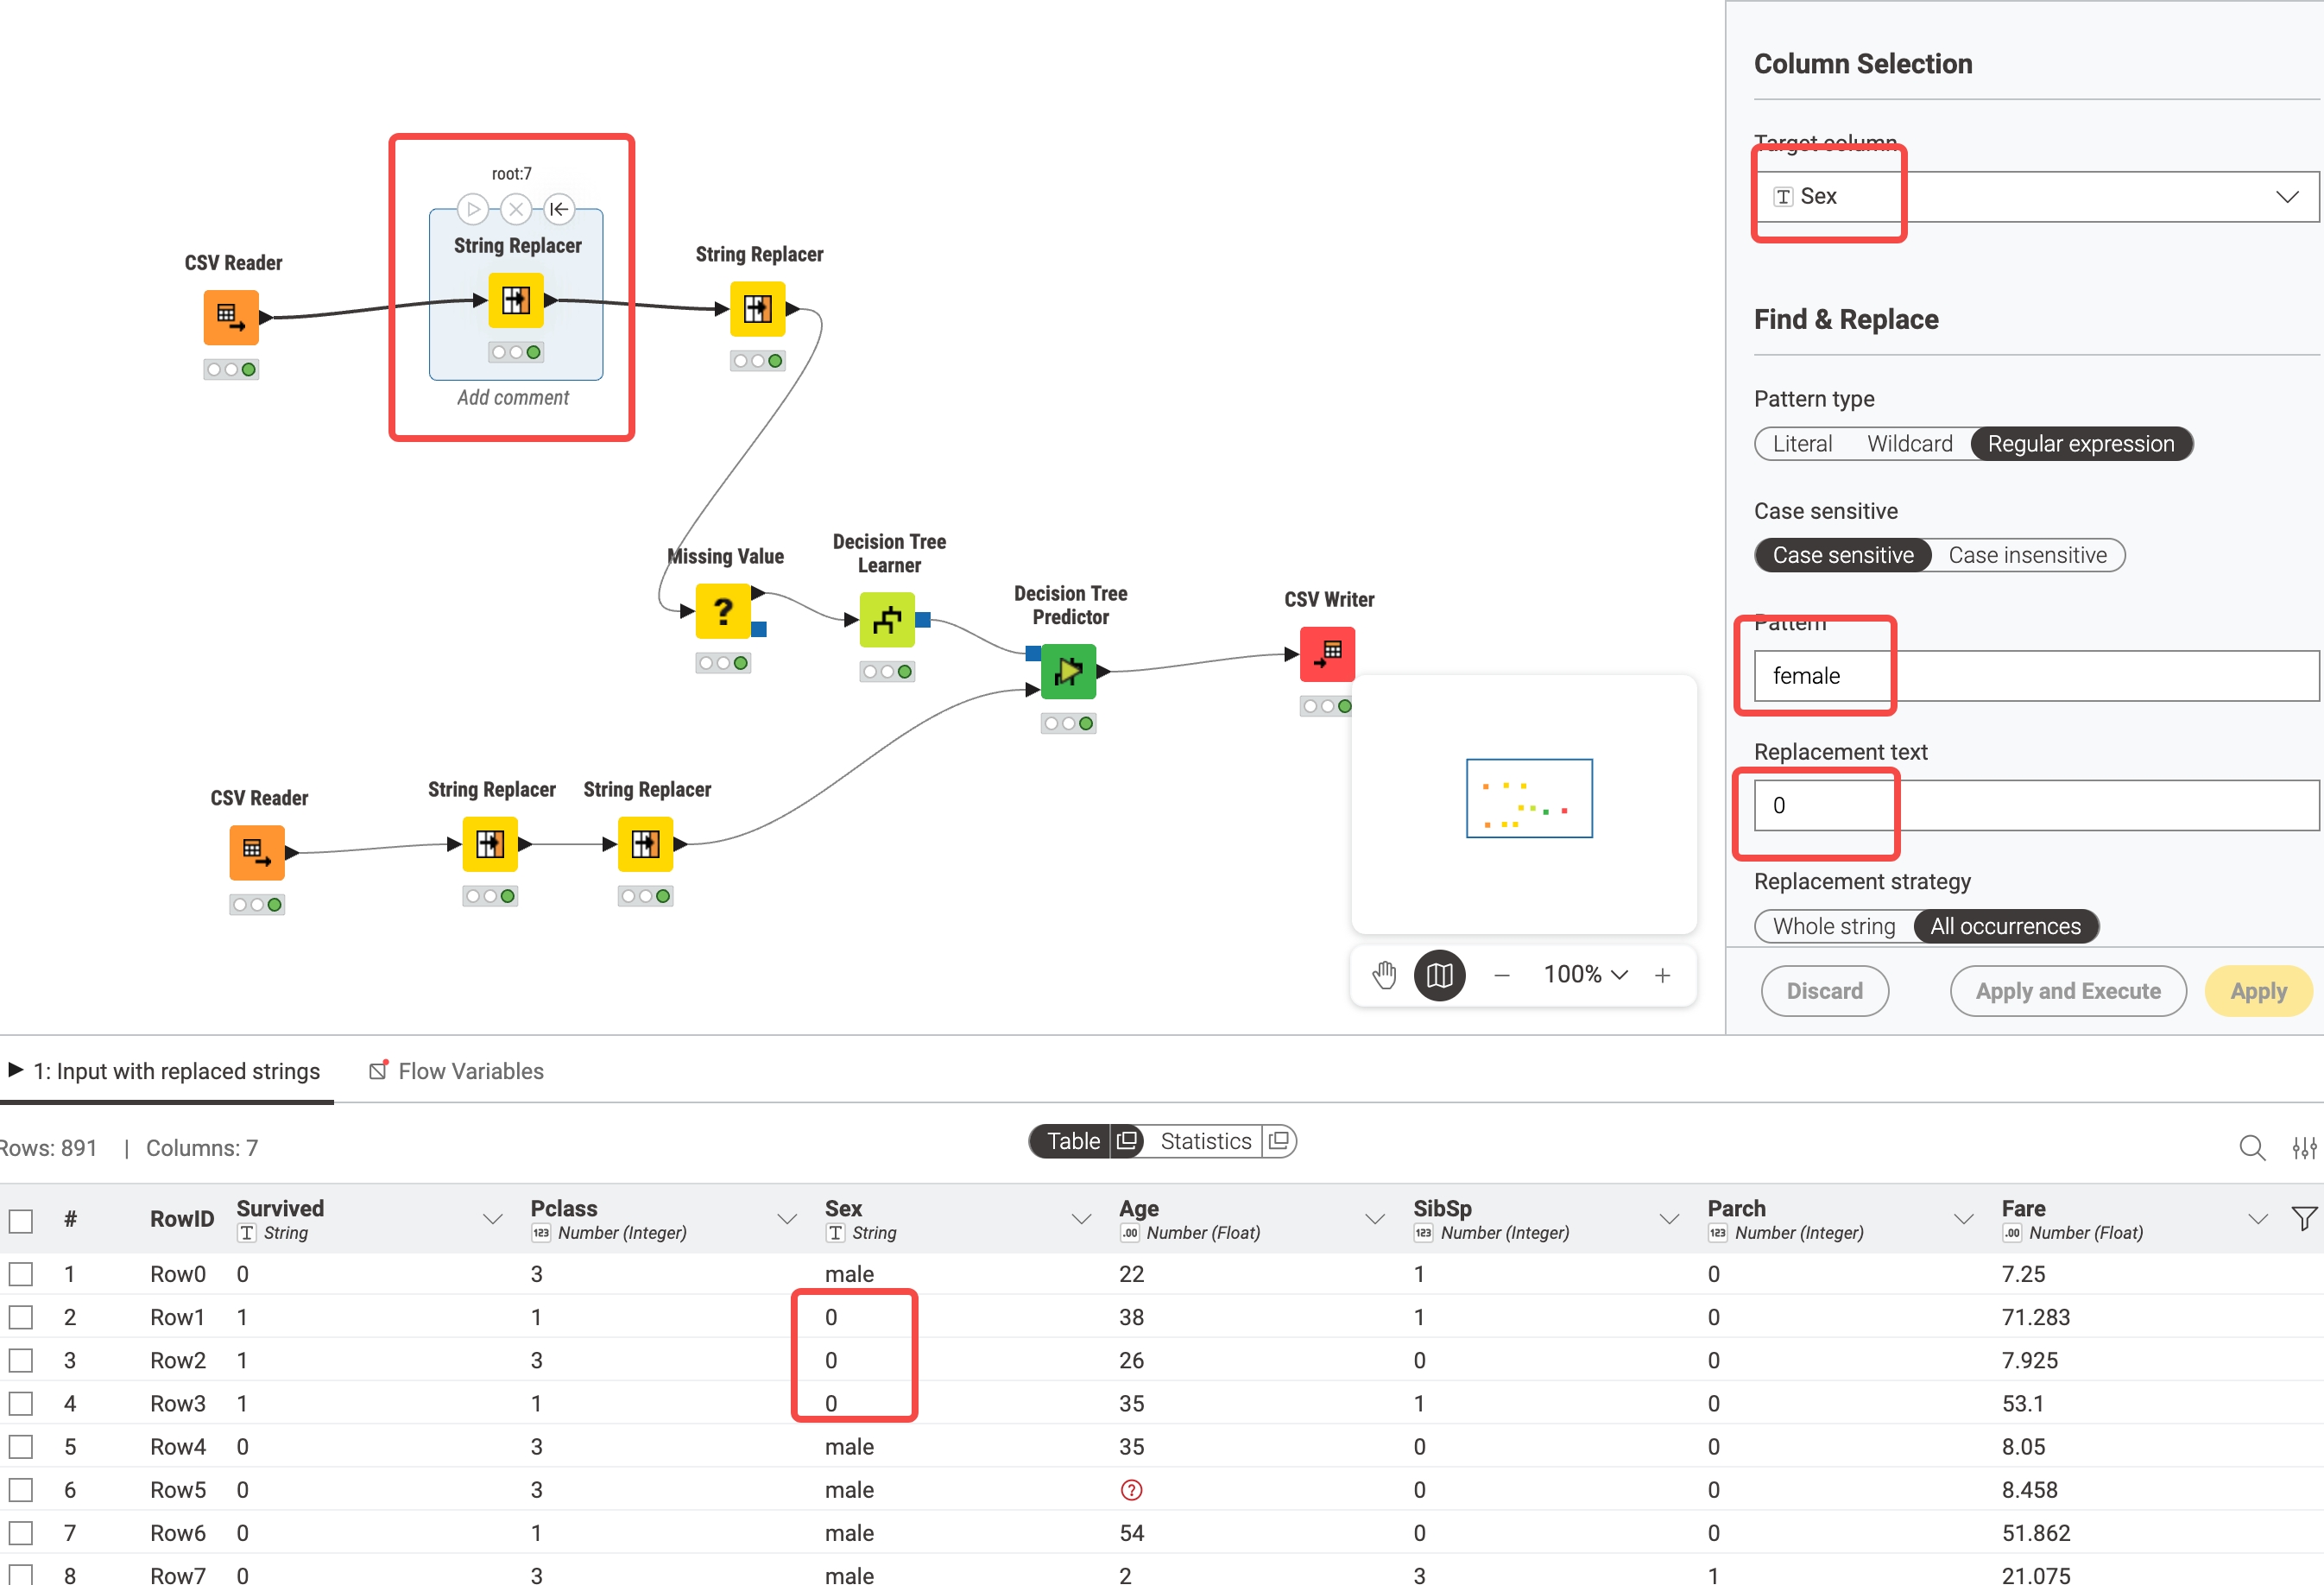 root:7
String Replacer
Add comment
CSV Reader
String Replacer
Missing Value
?
Decision Tree
Learner
Decision Tree
Predictor
CSV Writer
CSV Reader
String Replacer
String Replacer
100%
Column Selection
Target column
T Sex
Find & Replace
Pattern type
Literal Wildcard Regular expression
Case sensitive
Case sensitive Case insensitive
Pattern
female
Replacement text
0
Replacement strategy
Whole string All occurrences
Discard Apply and Execute Apply
1: Input with replaced strings Flow Variables
Rows: 891 | Columns: 7
Table Statistics
# RowID Survived Pclass Sex Age SibSp Parch Fare
T String 123 Number (Integer) T String .00 Number (Float) 123 Number (Integer) 123 Number (Integer) .00 Number (Float)
1 Row0 0 3 male 22 1 0 7.25
2 Row1 1 1 0 38 1 0 71.283
3 Row2 1 3 0 26 0 0 7.925
4 Row3 1 1 0 35 1 0 53.1
5 Row4 0 3 male 35 0 0 8.05
6 Row5 0 3 male ? 0 0 8.458
7 Row6 0 1 male 54 0 0 51.862
8 Row7 0 3 male 2 3 1 21.075